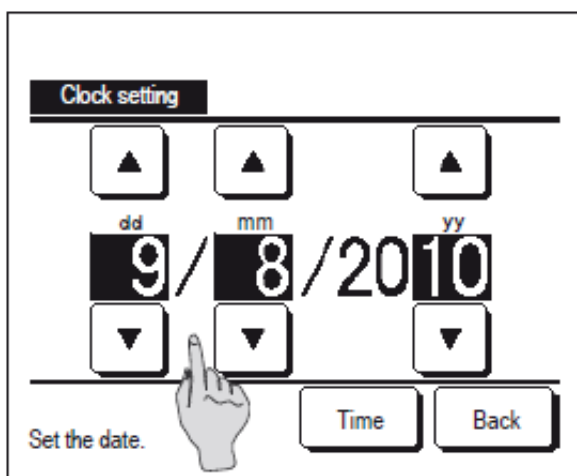 Clock setting
▲ ▲ ▲
dd mm yy
9/8/2010
▼ ▼ ▼
Time Back
Set the date.